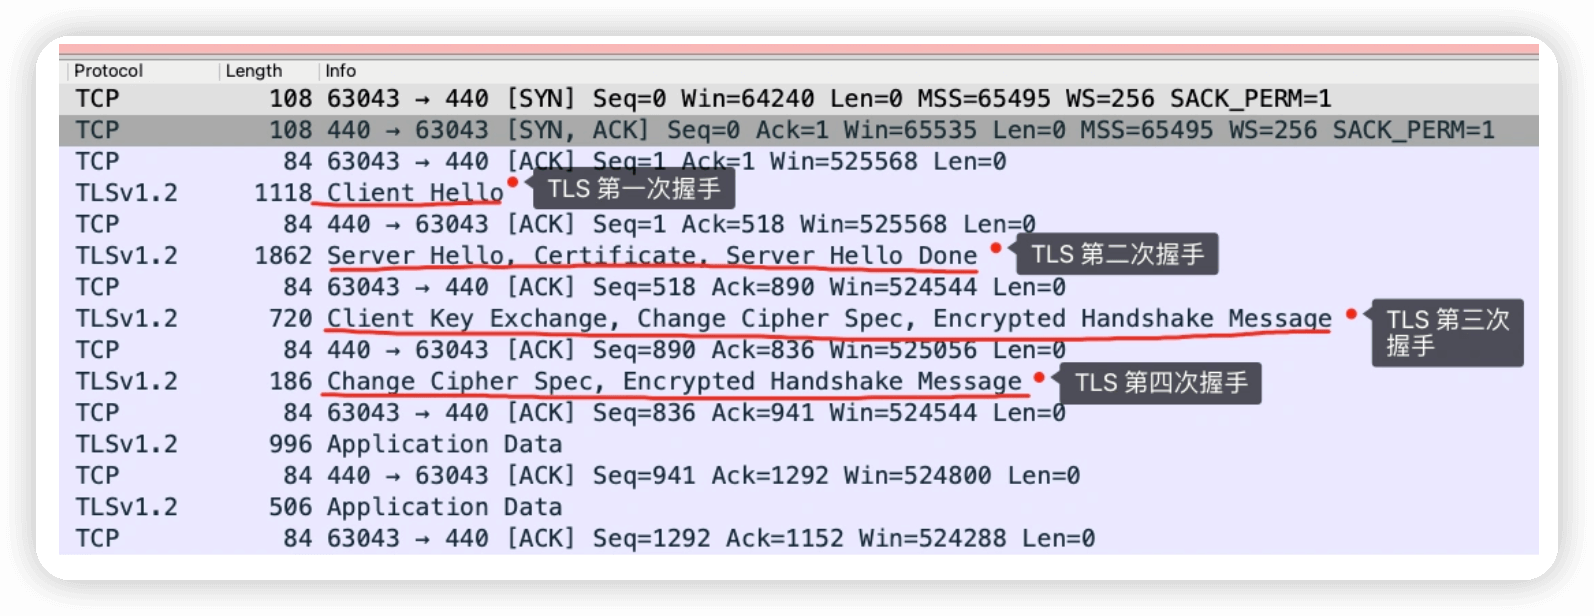 Protocol Length Info
TCP 108 63043 → 440 [SYN] Seq=0 Win=64240 Len=0 MSS=65495 WS=256 SACK_PERM=1
TCP 108 440 → 63043 [SYN, ACK] Seq=0 Ack=1 Win=65535 Len=0 MSS=65495 WS=256 SACK_PERM=1
TCP 84 63043 → 440 [ACK] Seq=1 Ack=1 Win=525568 Len=0
TLSv1.2 1118 Client Hello TLS 第一次握手
TCP 84 440 → 63043 [ACK] Seq=1 Ack=518 Win=525568 Len=0
TLSv1.2 1862 Server Hello, Certificate, Server Hello Done TLS 第二次握手
TCP 84 63043 → 440 [ACK] Seq=518 Ack=890 Win=524544 Len=0
TLSv1.2 720 Client Key Exchange, Change Cipher Spec, Encrypted Handshake Message TLS 第三次
握手
TCP 84 440 → 63043 [ACK] Seq=890 Ack=836 Win=525056 Len=0
TLSv1.2 186 Change Cipher Spec, Encrypted Handshake Message TLS 第四次握手
TCP 84 63043 → 440 [ACK] Seq=836 Ack=941 Win=524544 Len=0
TLSv1.2 996 Application Data
TCP 84 440 → 63043 [ACK] Seq=941 Ack=1292 Win=524800 Len=0
TLSv1.2 506 Application Data
TCP 84 63043 → 440 [ACK] Seq=1292 Ack=1152 Win=524288 Len=0